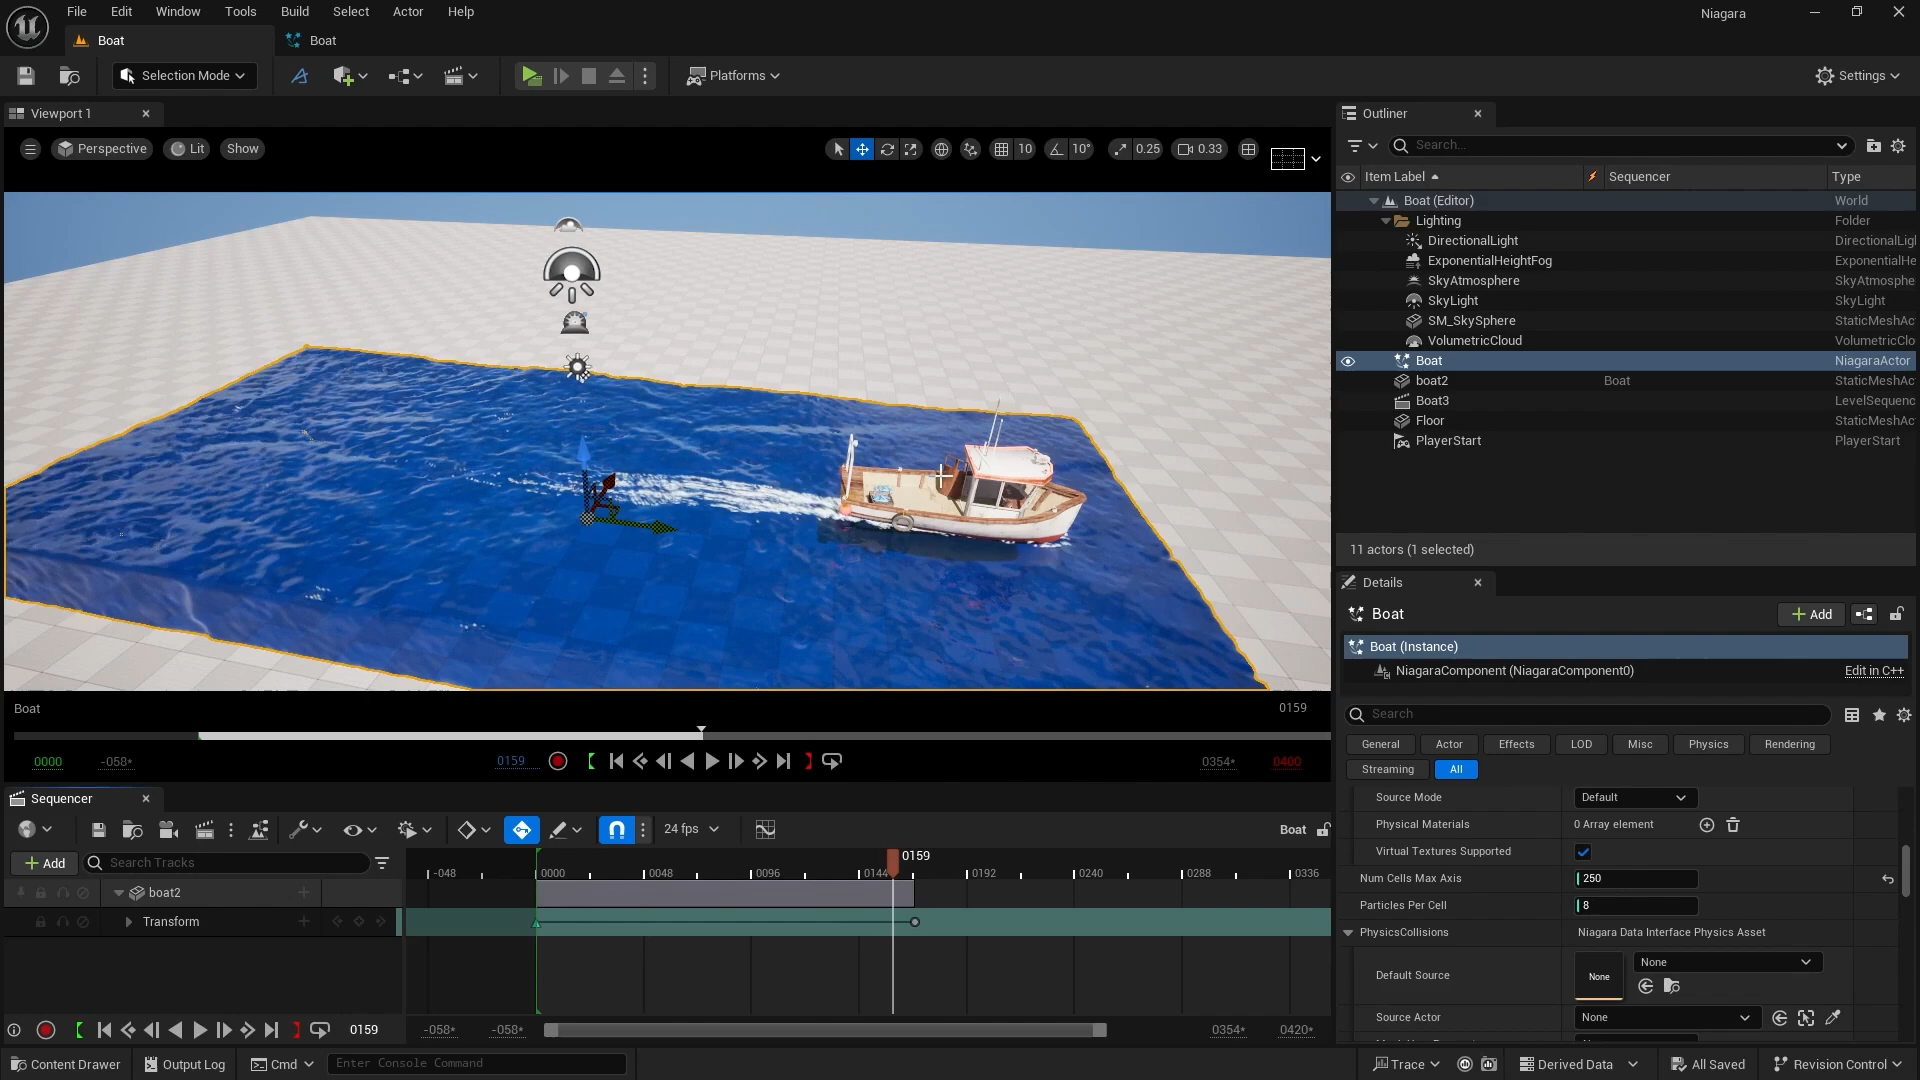 File Edit Window Tools Build Select Actor Help
Niagara
Boat Boat
Selection Mode Platforms Settings
Viewport 1
Perspective Lit Show 10 10° 0.25 0.33
Boat 0159
0000 -058* 0159 0354* 0400
Sequencer
24 fps Boat
Add Search Tracks 0159
-048 0000 0048 0096 0144 0192 0240 0288 0336
boat2
Transform
0159 -058* -058* 0354* 0420*
Outliner
Search...
Item Label Sequencer Type
Boat (Editor) World
Lighting Folder
DirectionalLight DirectionalLigl
ExponentialHeightFog ExponentialHe
SkyAtmosphere SkyAtmosphe
SkyLight SkyLight
SM_SkySphere StaticMeshAc
VolumetricCloud VolumetricClo
Boat NiagaraActor
boat2 Boat StaticMeshAc
Boat3 LevelSequenc
Floor StaticMeshAc
PlayerStart PlayerStart
11 actors (1 selected)
Details
Boat Add
Boat (Instance)
NiagaraComponent (NiagaraComponent0) Edit in C++
Search
General Actor Effects LOD Misc Physics Rendering
Streaming All
Source Mode Default
Physical Materials 0 Array element
Virtual Textures Supported
Num Cells Max Axis 250
Particles Per Cell 8
PhysicsCollisions Niagara Data Interface Physics Asset
Default Source None None
Source Actor None
Content Drawer Output Log Cmd Enter Console Command Trace Derived Data All Saved Revision Control